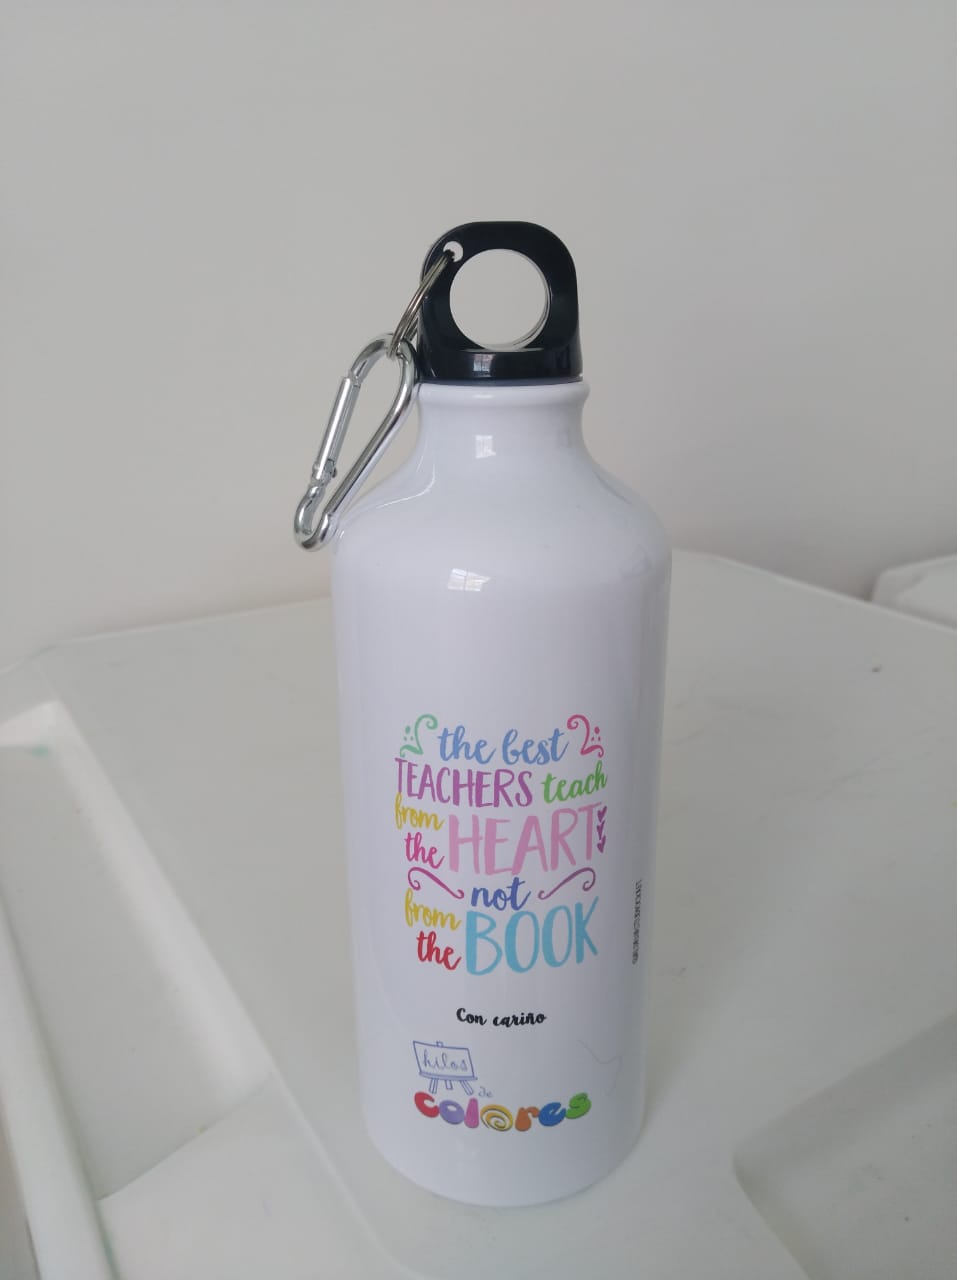 the best
TEACHERS teach
from
the HEART
not
from
the BOOK
Con cariño
hilos
de
colores